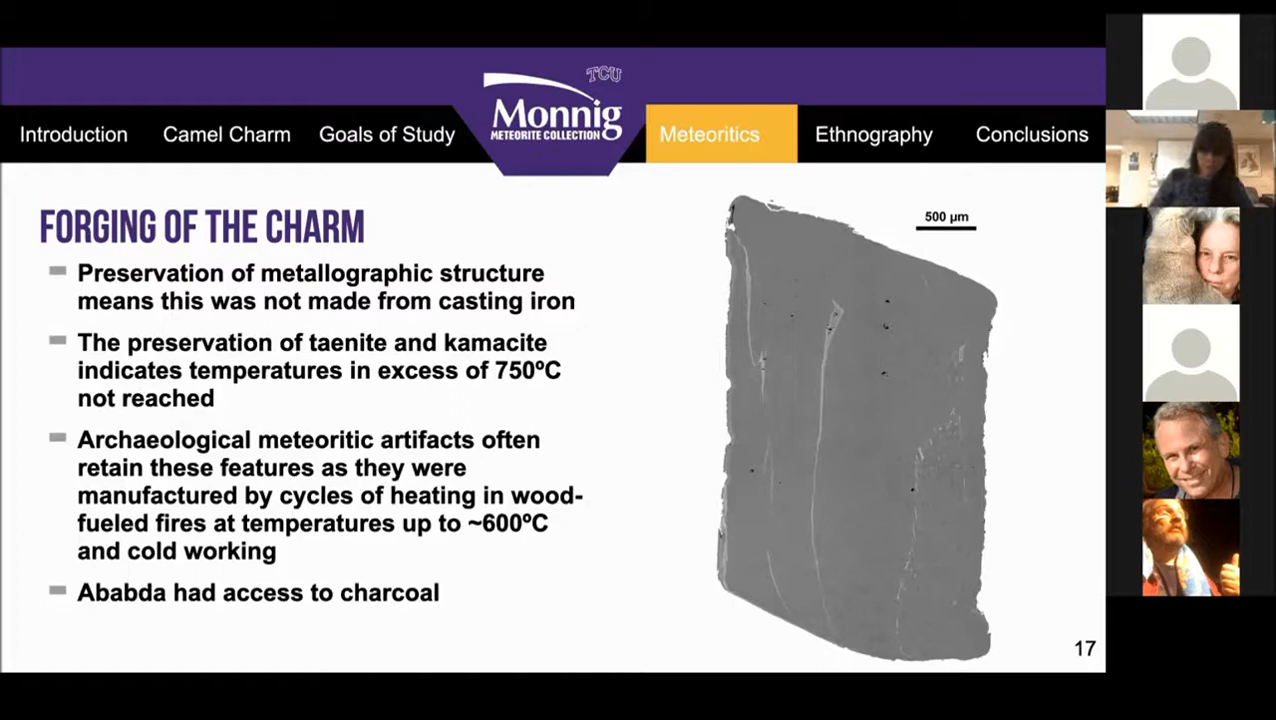 TCU
Monnig
METEORITE COLLECTION
Introduction Camel Charm Goals of Study Meteoritics Ethnography Conclusions
FORGING OF THE CHARM
Preservation of metallographic structure
means this was not made from casting iron
The preservation of taenite and kamacite
indicates temperatures in excess of 750ºC
not reached
Archaeological meteoritic artifacts often
retain these features as they were
manufactured by cycles of heating in wood-
fueled fires at temperatures up to ~600ºC
and cold working
Ababda had access to charcoal
500 µm
17